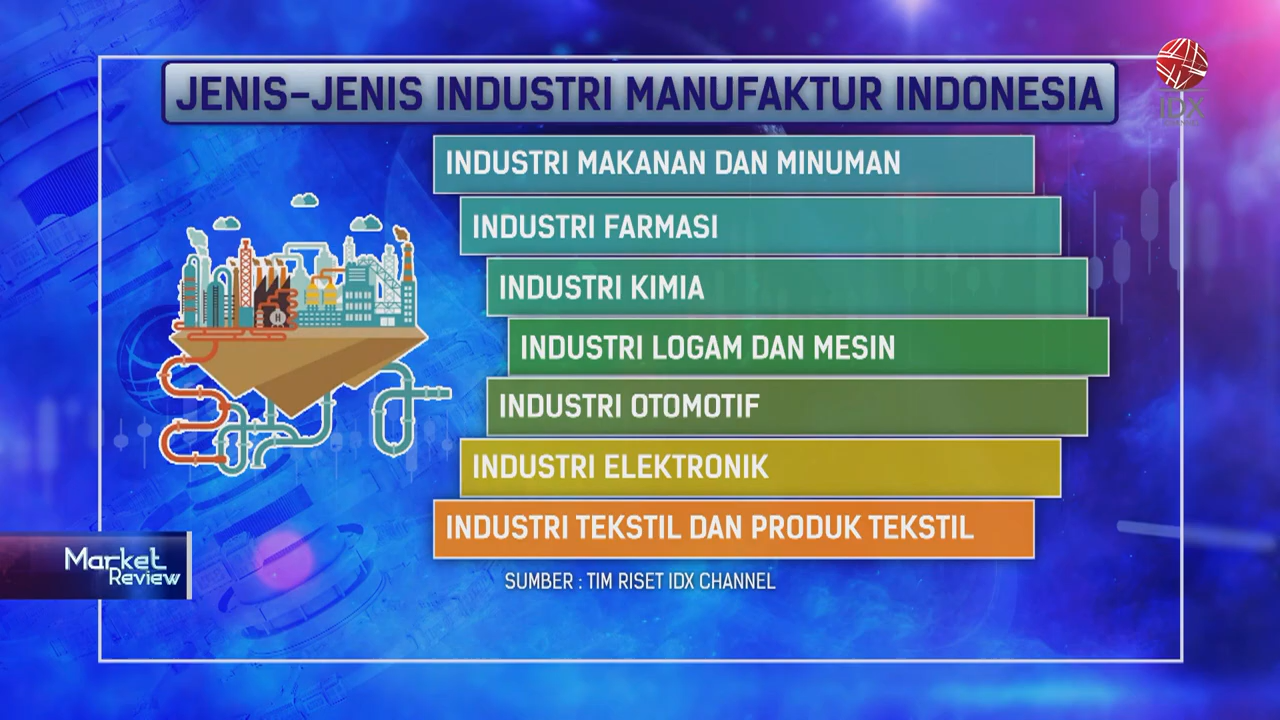 JENIS-JENIS INDUSTRI MANUFAKTUR INDONESIA
IDX
CHANNEL
INDUSTRI MAKANAN DAN MINUMAN
INDUSTRI FARMASI
INDUSTRI KIMIA
INDUSTRI LOGAM DAN MESIN
INDUSTRI OTOMOTIF
INDUSTRI ELEKTRONIK
INDUSTRI TEKSTIL DAN PRODUK TEKSTIL
Market
Review
SUMBER : TIM RISET IDX CHANNEL